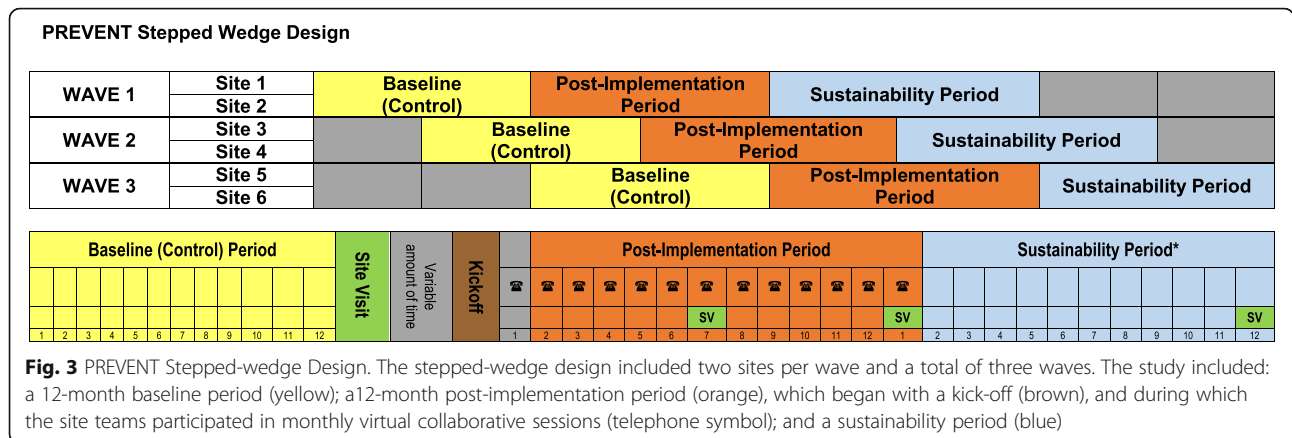 PREVENT Stepped Wedge Design
WAVE 1
Site 1
Site 2
Baseline
(Control)
Post-Implementation
Period
Sustainability Period
WAVE 2
Site 3
Site 4
Baseline
(Control)
Post-Implementation
Period
Sustainability Period
WAVE 3
Site 5
Site 6
Baseline
(Control)
Post-Implementation
Period
Sustainability Period
Baseline (Control) Period
Site Visit
Variable
amount of time
Kickoff
Post-Implementation Period
Sustainability Period*
☎ ☎ ☎ ☎ ☎ ☎ ☎ ☎ ☎ ☎ ☎ ☎ ☎
SV SV SV
1 2 3 4 5 6 7 8 9 10 11 12 1 2 3 4 5 6 7 8 9 10 11 12 1 2 3 4 5 6 7 8 9 10 11 12
Fig. 3 PREVENT Stepped-wedge Design. The stepped-wedge design included two sites per wave and a total of three waves. The study included:
a 12-month baseline period (yellow); a12-month post-implementation period (orange), which began with a kick-off (brown), and during which
the site teams participated in monthly virtual collaborative sessions (telephone symbol); and a sustainability period (blue)